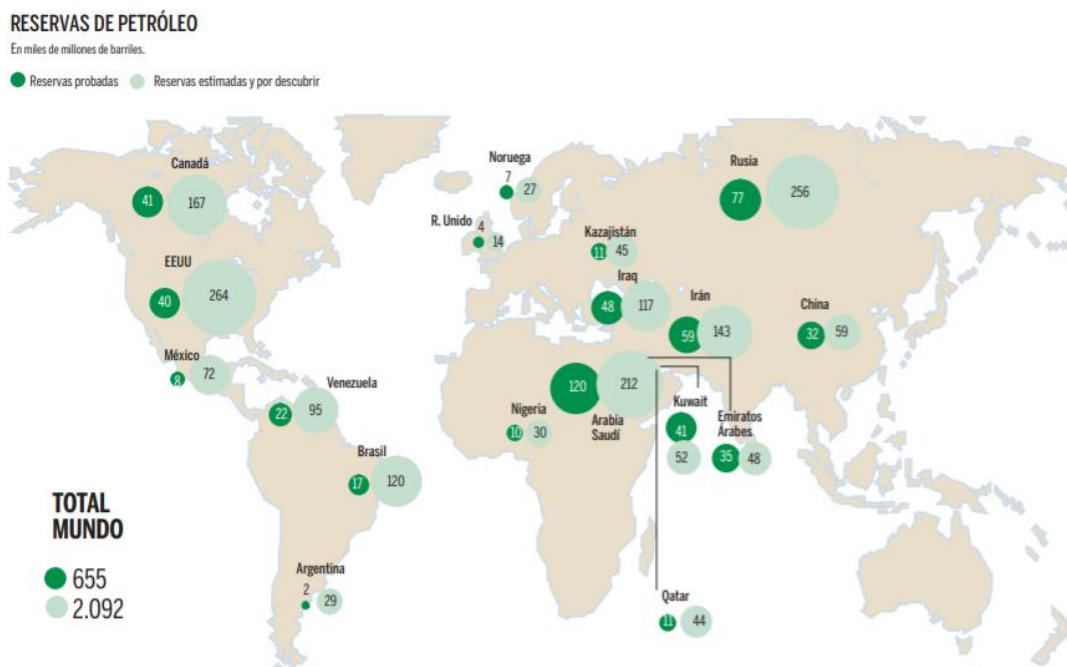 RESERVAS DE PETRÓLEO
En miles de millones de barriles.
Reservas probadas
Reservas estimadas y por descubrir
Canadá
41
167
EEUU
40
264
México
8
72
Venezuela
22
95
Brasil
17
120
Argentina
2
29
Noruega
7
27
R. Unido
4
14
Kazajistán
11
45
Iraq
48
117
Irán
59
143
Rusia
77
256
China
32
59
120
212
Arabia
Saudí
Nigeria
10
30
Kuwait
41
52
Emiratos
Árabes
35
48
Qatar
11
44
TOTAL
MUNDO
655
2.092